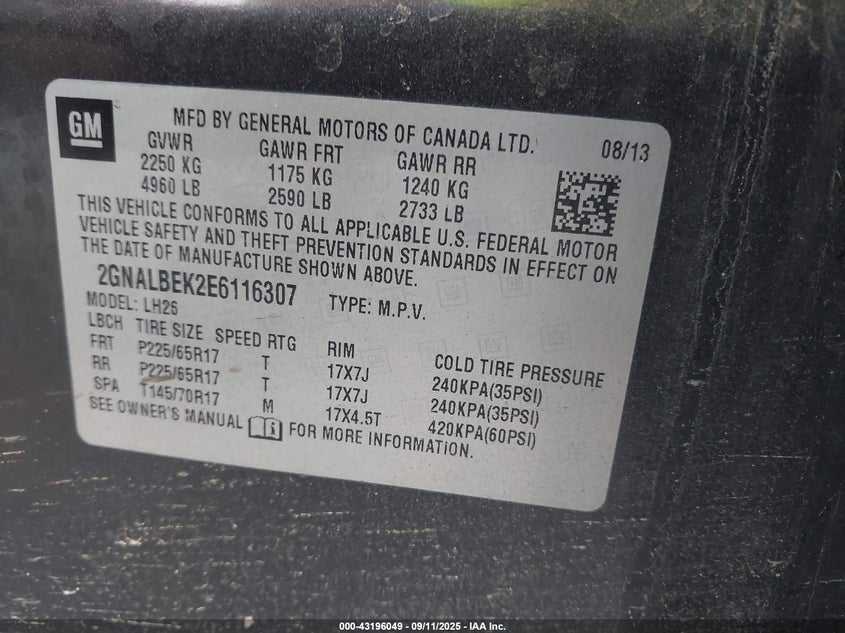 GM
MFD BY GENERAL MOTORS OF CANADA LTD. 08/13
GVWR GAWR FRT GAWR RR
2250 KG 1175 KG 1240 KG
4960 LB 2590 LB 2733 LB
THIS VEHICLE CONFORMS TO ALL APPLICABLE U.S. FEDERAL MOTOR
VEHICLE SAFETY AND THEFT PREVENTION STANDARDS IN EFFECT ON
THE DATE OF MANUFACTURE SHOWN ABOVE.
2GNALBEK2E6116307 TYPE: M.P.V.
MODEL: LH26
LBCH TIRE SIZE SPEED RTG RIM COLD TIRE PRESSURE
FRT P225/65R17 T 17X7J 240KPA(35PSI)
RR P225/65R17 T 17X7J 240KPA(35PSI)
SPA T145/70R17 M 17X4.5T 420KPA(60PSI)
SEE OWNER'S MANUAL i FOR MORE INFORMATION.
000-43196049 - 09/11/2025 - IAA Inc.